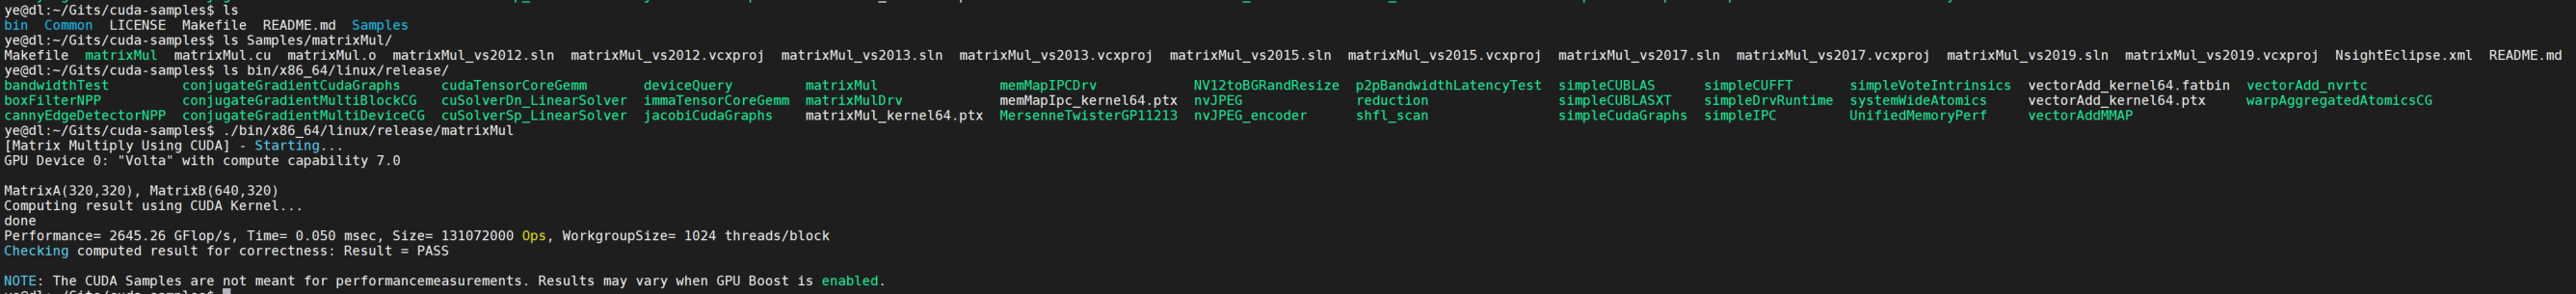 ye@dl:~/Gits/cuda-samples$ ls
bin  Common  LICENSE  Makefile  README.md  Samples
ye@dl:~/Gits/cuda-samples$ ls Samples/matrixMul/
Makefile  matrixMul  matrixMul.cu  matrixMul.o  matrixMul_vs2012.sln  matrixMul_vs2012.vcxproj  matrixMul_vs2013.sln  matrixMul_vs2013.vcxproj  matrixMul_vs2015.sln  matrixMul_vs2015.vcxproj  matrixMul_vs2017.sln  matrixMul_vs2017.vcxproj  matrixMul_vs2019.sln  matrixMul_vs2019.vcxproj  NsightEclipse.xml  README.md
ye@dl:~/Gits/cuda-samples$ ls bin/x86_64/linux/release/
bandwidthTest  conjugateGradientCudaGraphs  cudaTensorCoreGemm  deviceQuery  matrixMul  memMapIPCDrv  NV12toBGRandResize  p2pBandwidthLatencyTest  simpleCUBLAS  simpleCUFFT  simpleVoteIntrinsics  vectorAdd_kernel64.fatbin  vectorAdd_nvrtc
boxFilterNPP  conjugateGradientMultiBlockCG  cuSolverDn_LinearSolver  immaTensorCoreGemm  matrixMulDrv  memMapIpc_kernel64.ptx  nvJPEG  reduction  simpleCUBLASXT  simpleDrvRuntime  systemWideAtomics  vectorAdd_kernel64.ptx  warpAggregatedAtomicsCG
cannyEdgeDetectorNPP  conjugateGradientMultiDeviceCG  cuSolverSp_LinearSolver  jacobiCudaGraphs  matrixMul_kernel64.ptx  MersenneTwisterGP11213  nvJPEG_encoder  shfl_scan  simpleCudaGraphs  simpleIPC  UnifiedMemoryPerf  vectorAddMMAP
ye@dl:~/Gits/cuda-samples$ ./bin/x86_64/linux/release/matrixMul
[Matrix Multiply Using CUDA] - Starting...
GPU Device 0: "Volta" with compute capability 7.0
MatrixA(320,320), MatrixB(640,320)
Computing result using CUDA Kernel...
done
Performance= 2645.26 GFlop/s, Time= 0.050 msec, Size= 131072000 Ops, WorkgroupSize= 1024 threads/block
Checking computed result for correctness: Result = PASS
NOTE: The CUDA Samples are not meant for performancemeasurements. Results may vary when GPU Boost is enabled.
ye@dl:~/Gits/cuda-samples$